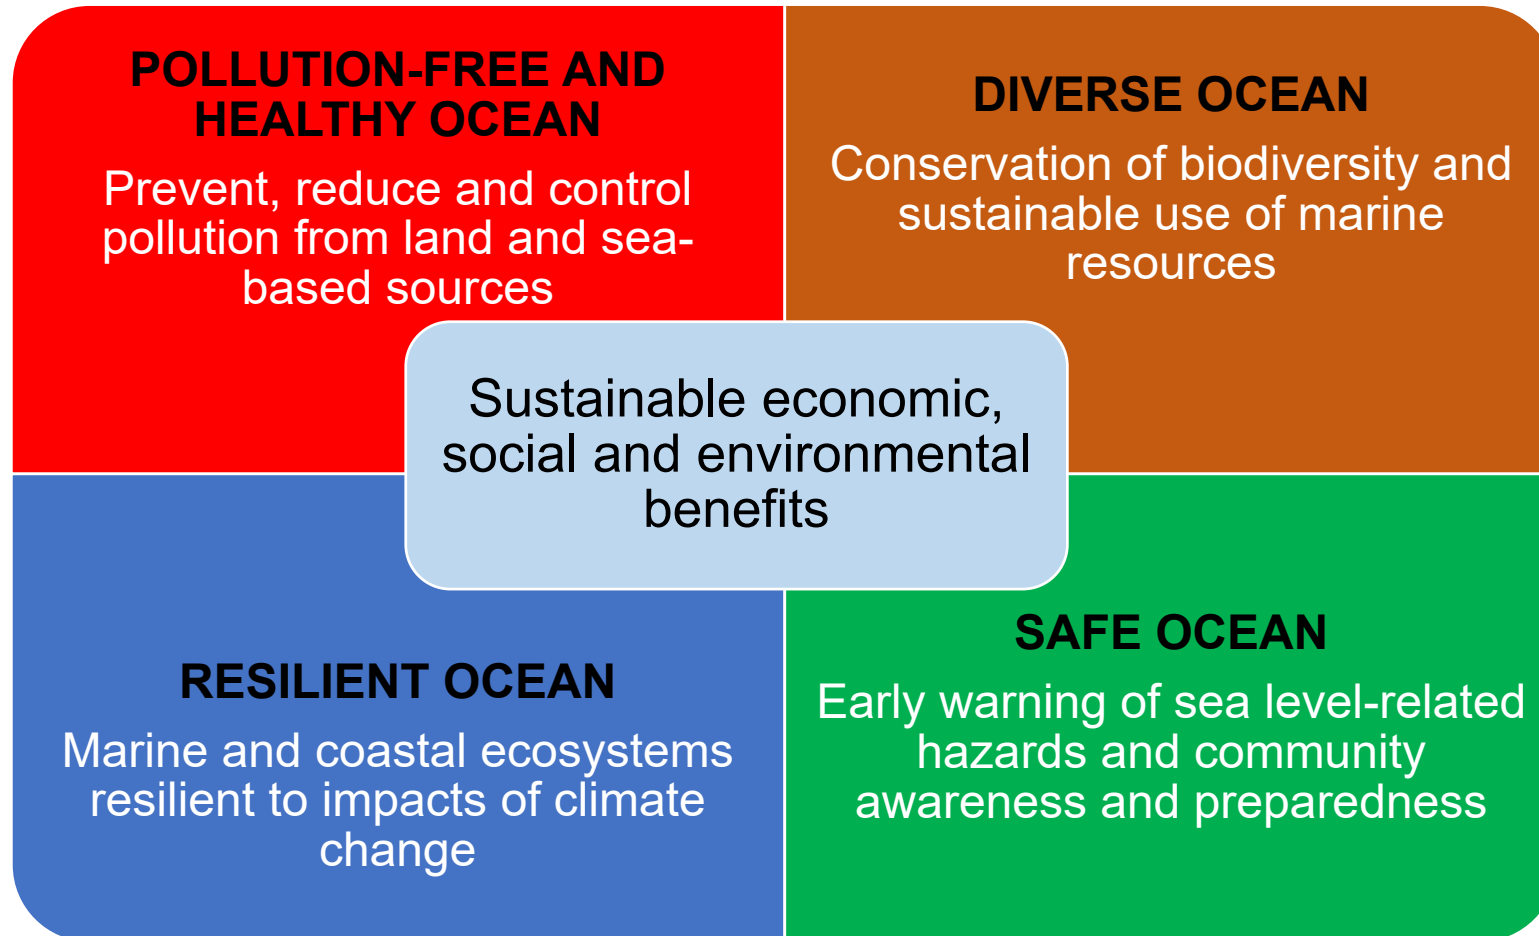 POLLUTION-FREE AND
HEALTHY OCEAN
Prevent, reduce and control
pollution from land and sea-
based sources
DIVERSE OCEAN
Conservation of biodiversity and
sustainable use of marine
resources
Sustainable economic,
social and environmental
benefits
RESILIENT OCEAN
Marine and coastal ecosystems
resilient to impacts of climate
change
SAFE OCEAN
Early warning of sea level-related
hazards and community
awareness and preparedness